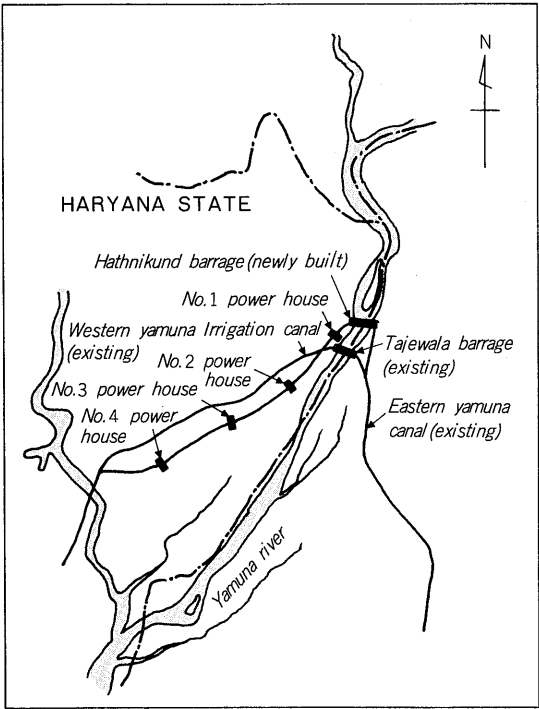 N
HARYANA STATE
Hathnikund barrage (newly built)
No.1 power house
Western yamuna Irrigation canal
(existing)
No.2 power
house
No.3 power house
No.4 power
house
Tajewala barrage
(existing)
Eastern yamuna
canal (existing)
Yamuna river